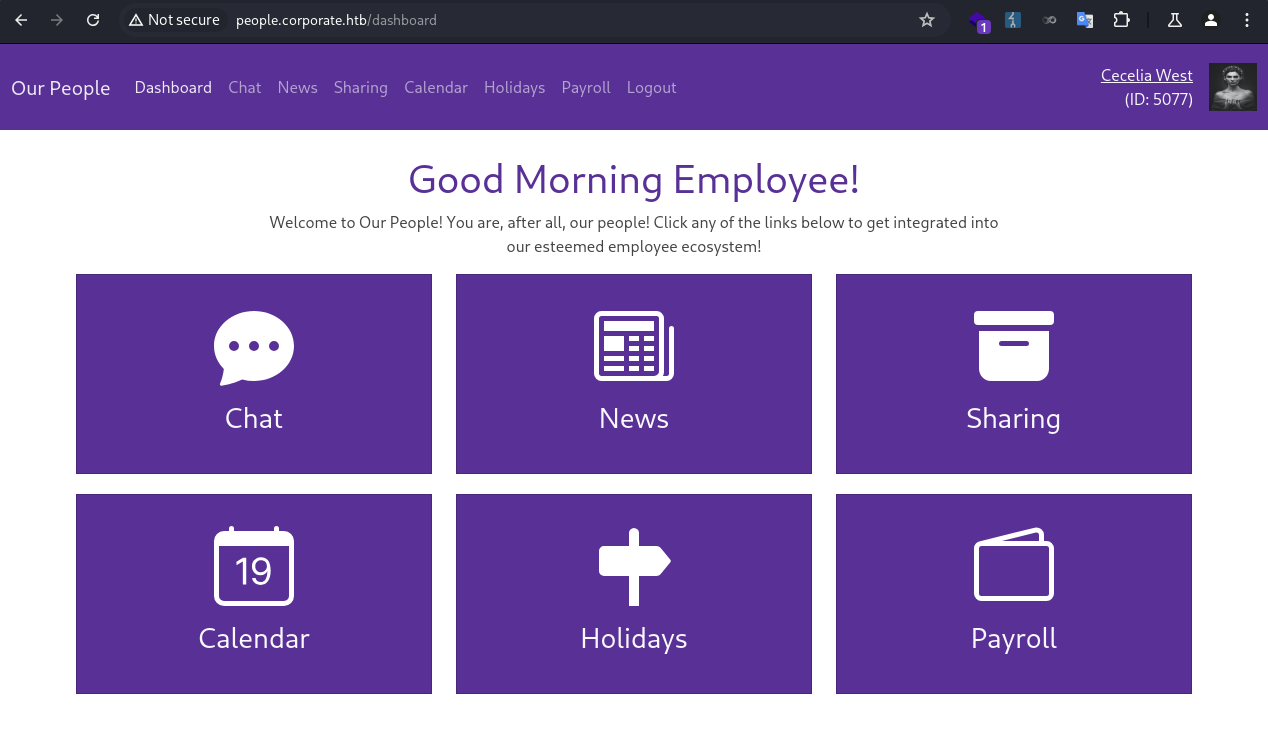 Not secure people.corporate.htb/dashboard
1
Our People Dashboard Chat News Sharing Calendar Holidays Payroll Logout
Cecelia West
(ID: 5077)
Good Morning Employee!
Welcome to Our People! You are, after all, our people! Click any of the links below to get integrated into
our esteemed employee ecosystem!
Chat
News
Sharing
19
Calendar
Holidays
Payroll